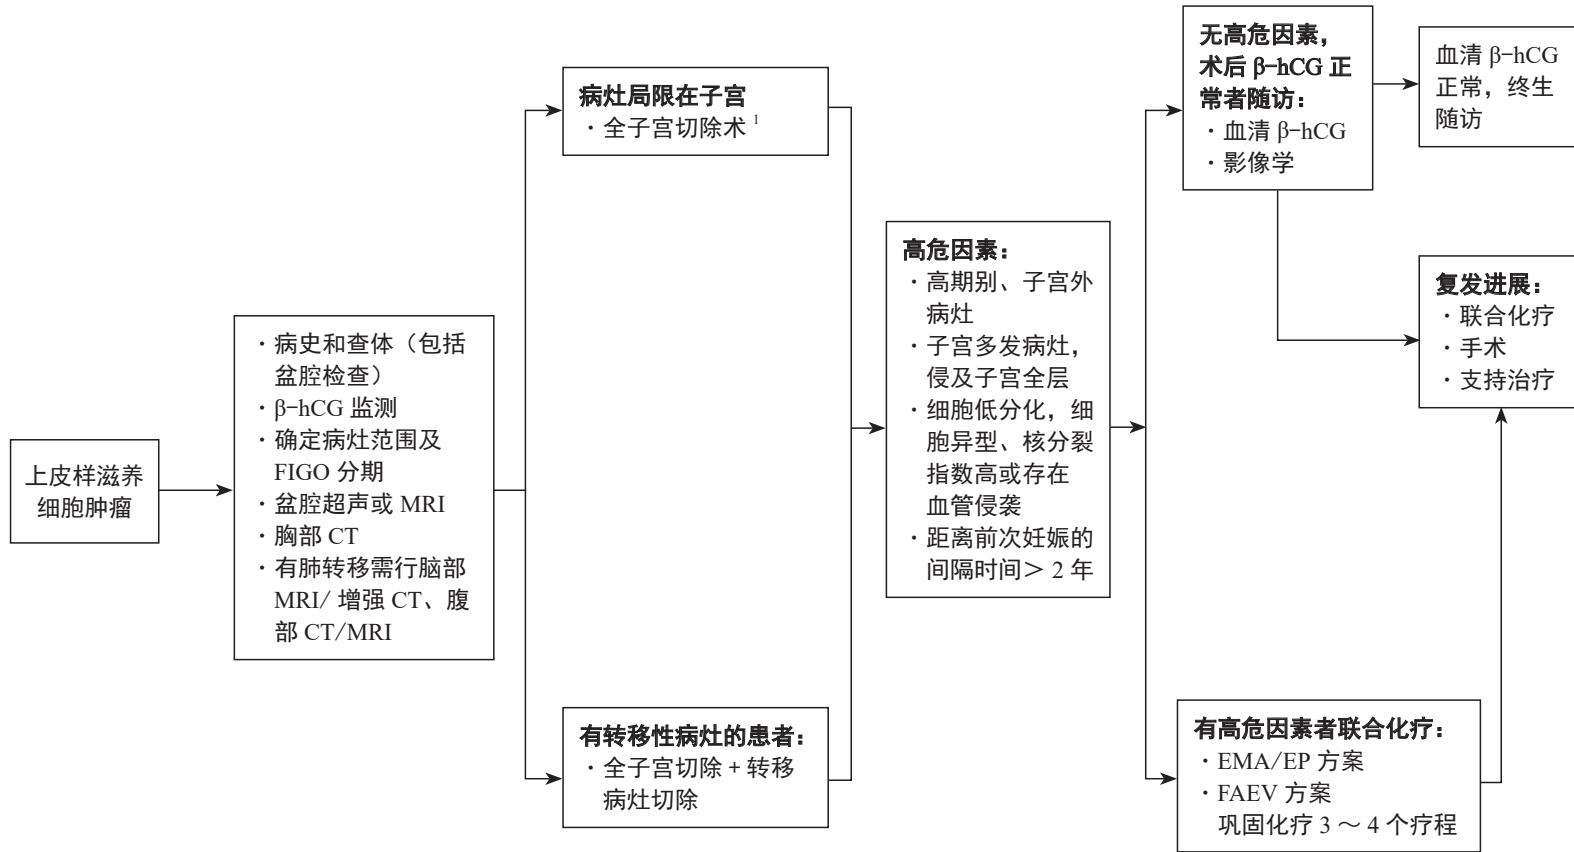 上皮样滋养
细胞肿瘤
· 病史和查体（包括
盆腔检查）
· β-hCG 监测
· 确定病灶范围及
FIGO 分期
· 盆腔超声或 MRI
· 胸部 CT
· 有肺转移需行脑部
MRI/ 增强 CT、腹
部 CT/MRI
病灶局限在子宫
· 全子宫切除术 1
有转移性病灶的患者：
· 全子宫切除 + 转移
病灶切除
高危因素：
· 高期别、子宫外
病灶
· 子宫多发病灶，
侵及子宫全层
· 细胞低分化，细
胞异型、核分裂
指数高或存在
血管侵袭
· 距离前次妊娠的
间隔时间＞ 2 年
无高危因素，
术后 β-hCG 正
常者随访：
· 血清 β-hCG
· 影像学
血清 β-hCG
正常，终生
随访
复发进展：
· 联合化疗
· 手术
· 支持治疗
有高危因素者联合化疗：
· EMA/EP 方案
· FAEV 方案
巩固化疗 3 ～ 4 个疗程